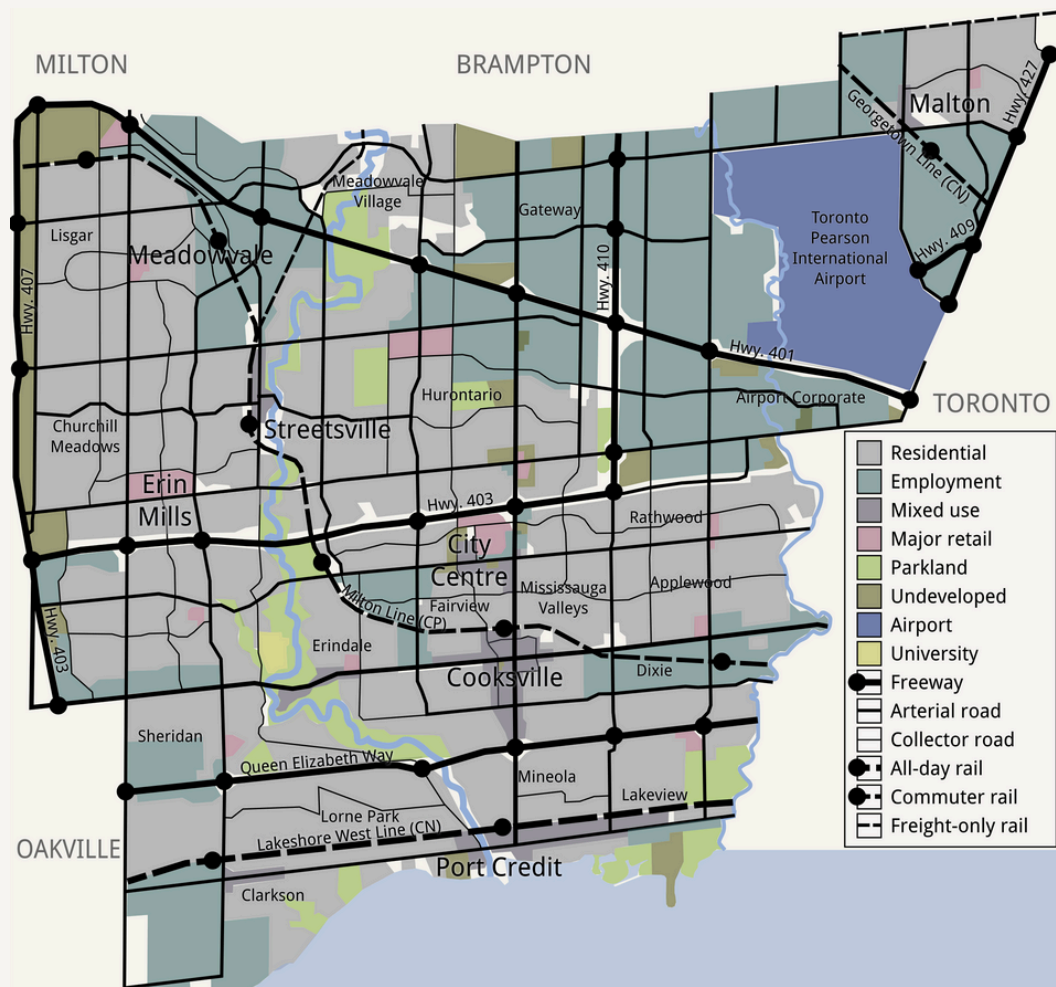 MILTON
BRAMPTON
Malton
Hwy. 427
Georgetown Line (CN)
Meadowvale
Village
Gateway
Lisgar
Meadowvale
Toronto
Pearson
International
Airport
Hwy. 409
Hwy. 407
Hwy. 410
Hwy. 401
Hurontario
Airport Corporate
TORONTO
Churchill
Meadows
Streetsville
Erin
Mills
Hwy. 403
Rathwood
City
Centre
Mississauga
Valleys
Applewood
Fairview
Milton Line (CP)
Hwy. 403
Erindale
Cooksville
Dixie
Sheridan
Queen Elizabeth Way
Mineola
Lakeview
Lorne Park
Lakeshore West Line (CN)
OAKVILLE
Port Credit
Clarkson
Residential
Employment
Mixed use
Major retail
Parkland
Undeveloped
Airport
University
Freeway
Arterial road
Collector road
All-day rail
Commuter rail
Freight-only rail